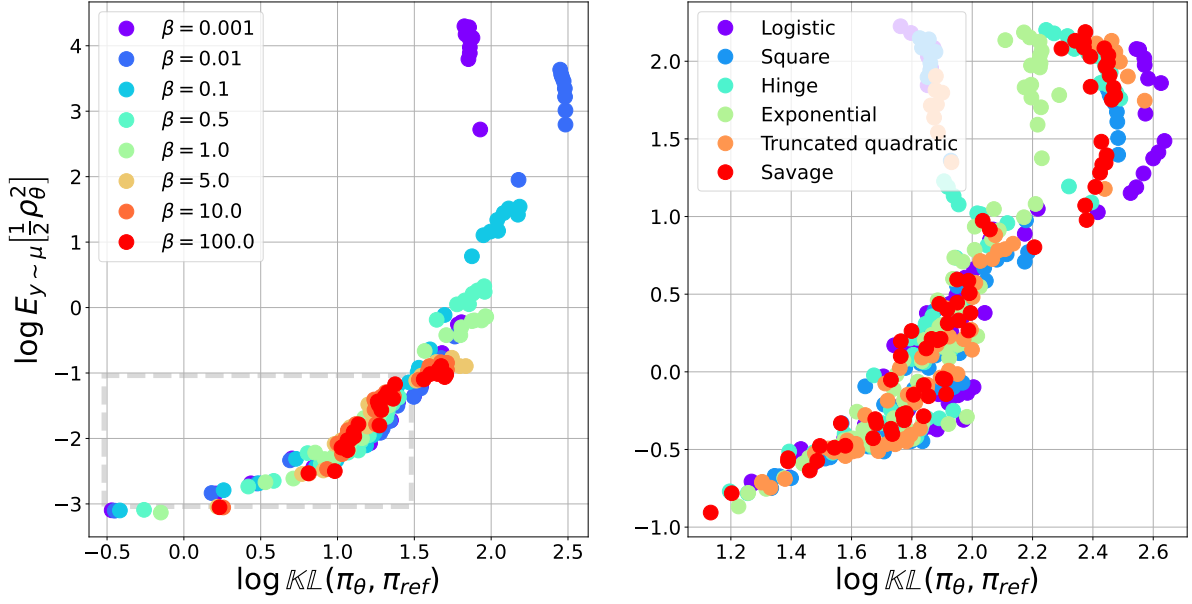 log E_{y ~ μ}[½ρ_θ²]
4
3
2
1
0
−1
−2
−3
β = 0.001
β = 0.01
β = 0.1
β = 0.5
β = 1.0
β = 5.0
β = 10.0
β = 100.0
−0.5 0.0 0.5 1.0 1.5 2.0 2.5
log 𝕂𝕃(π_θ, π_ref)
2.0
1.5
1.0
0.5
0.0
−0.5
−1.0
Logistic
Square
Hinge
Exponential
Truncated quadratic
Savage
1.2 1.4 1.6 1.8 2.0 2.2 2.4 2.6
log 𝕂𝕃(π_θ, π_ref)